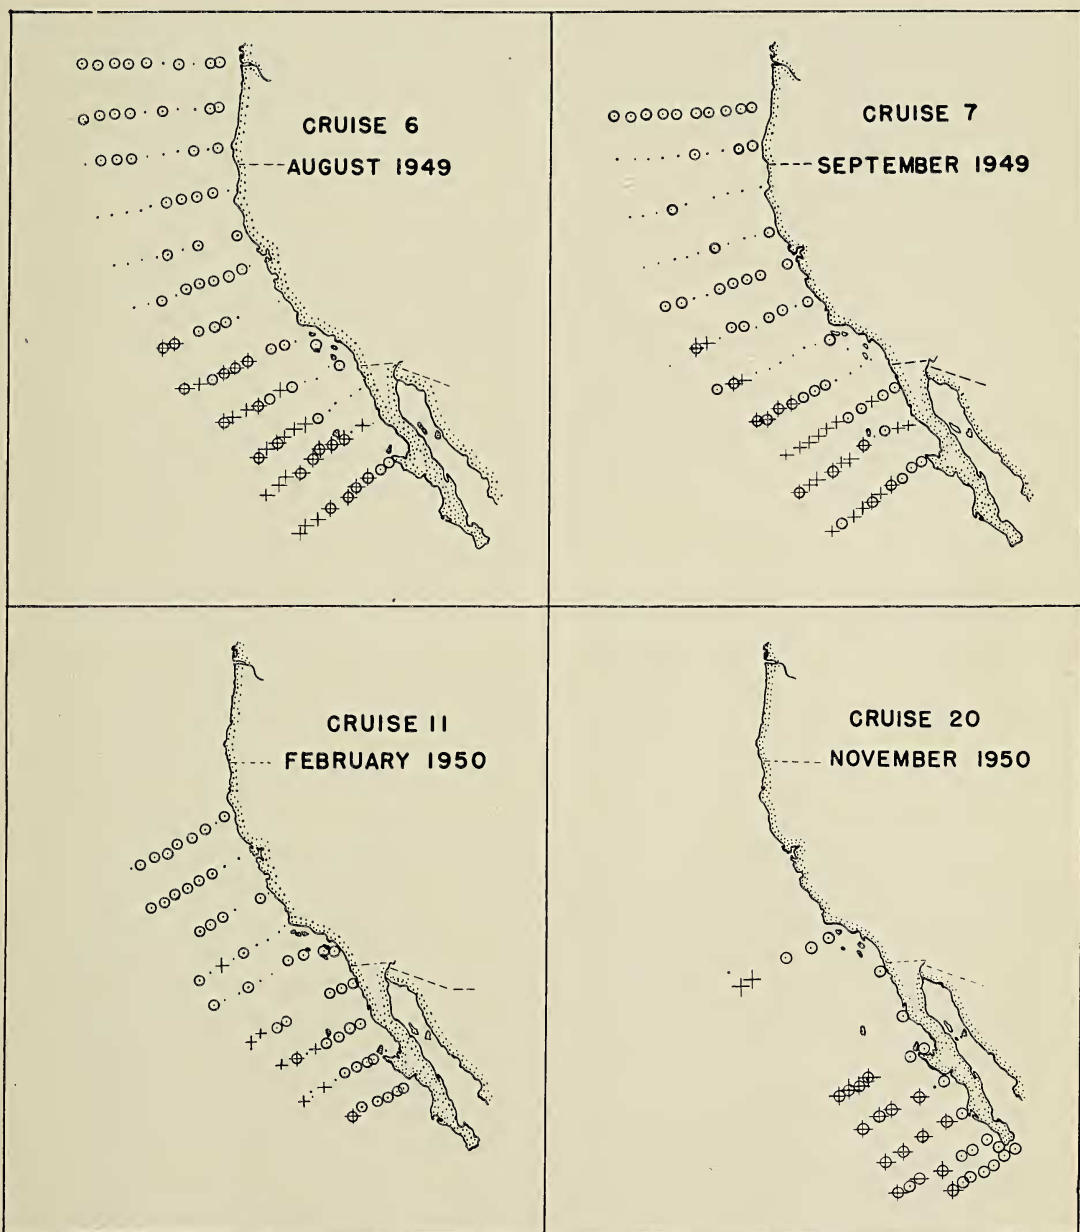 CRUISE 6
AUGUST 1949
CRUISE 7
SEPTEMBER 1949
CRUISE 11
FEBRUARY 1950
CRUISE 20
NOVEMBER 1950